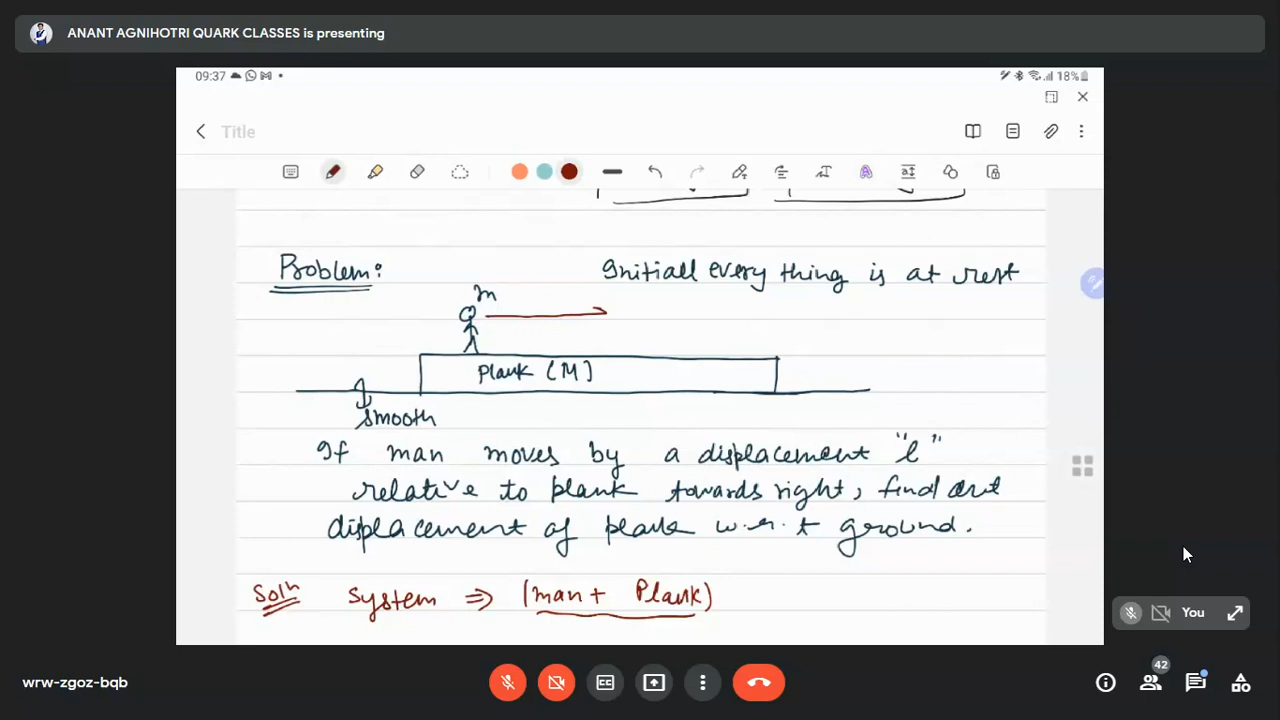 ANANT AGNIHOTRI QUARK CLASSES is presenting
09:37
18%
Title
Problem:
Initiall every thing is at rest
m
Plank (M)
smooth
If man moves by a displacement "l"
relative to plank towards right, find out
displacement of plank w.r.t ground.
Soln System ⇒ (man + Plank)
You
wrw-zgoz-bqb
CC
42